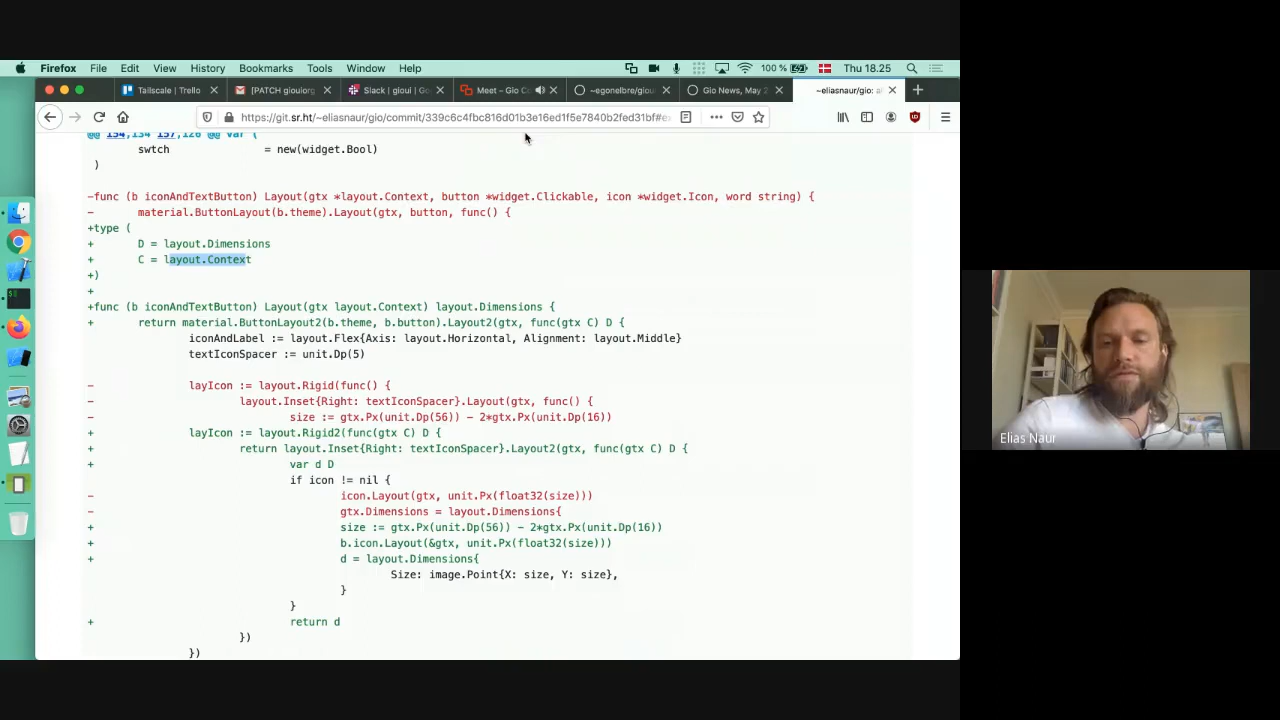 Firefox File Edit View History Bookmarks Tools Window Help 100 % Thu 18.25
Tailscale | Trello [PATCH giouiorg Slack | gioui | Go Meet – Gio Co ~egonelbre/gioui Gio News, May 2 ~eliasnaur/gio: al
https://git.sr.ht/~eliasnaur/gio/commit/339c6c4fbc816d01b3e16ed1f5e7840b2fed31bf#e
@@ 154,134 157,126 @@ var (
swtch = new(widget.Bool)
)
-func (b iconAndTextButton) Layout(gtx *layout.Context, button *widget.Clickable, icon *widget.Icon, word string) {
- material.ButtonLayout(b.theme).Layout(gtx, button, func() {
+type (
+ D = layout.Dimensions
+ C = layout.Context
+)
+
+func (b iconAndTextButton) Layout(gtx layout.Context) layout.Dimensions {
+ return material.ButtonLayout2(b.theme, b.button).Layout2(gtx, func(gtx C) D {
iconAndLabel := layout.Flex{Axis: layout.Horizontal, Alignment: layout.Middle}
textIconSpacer := unit.Dp(5)
- layIcon := layout.Rigid(func() {
- layout.Inset{Right: textIconSpacer}.Layout(gtx, func() {
- size := gtx.Px(unit.Dp(56)) - 2*gtx.Px(unit.Dp(16))
+ layIcon := layout.Rigid2(func(gtx C) D {
+ return layout.Inset{Right: textIconSpacer}.Layout2(gtx, func(gtx C) D {
+ var d D
if icon != nil {
- icon.Layout(gtx, unit.Px(float32(size)))
- gtx.Dimensions = layout.Dimensions{
+ size := gtx.Px(unit.Dp(56)) - 2*gtx.Px(unit.Dp(16))
+ b.icon.Layout(&gtx, unit.Px(float32(size)))
+ d = layout.Dimensions{
Size: image.Point{X: size, Y: size},
}
}
+ return d
})
})
Elias Naur